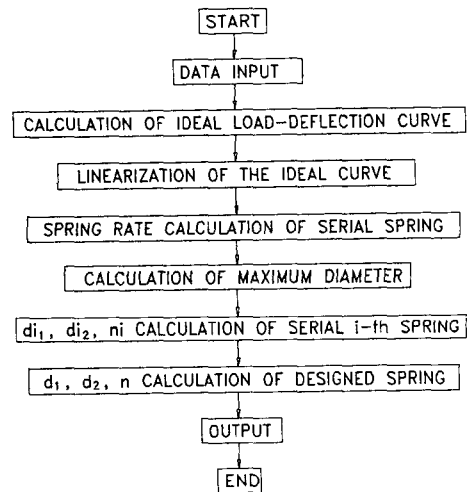 START
DATA INPUT
CALCULATION OF IDEAL LOAD-DEFLECTION CURVE
LINEARIZATION OF THE IDEAL CURVE
SPRING RATE CALCULATION OF SERIAL SPRING
CALCULATION OF MAXIMUM DIAMETER
di₁, di₂, ni CALCULATION OF SERIAL i-th SPRING
d₁, d₂, n CALCULATION OF DESIGNED SPRING
OUTPUT
END